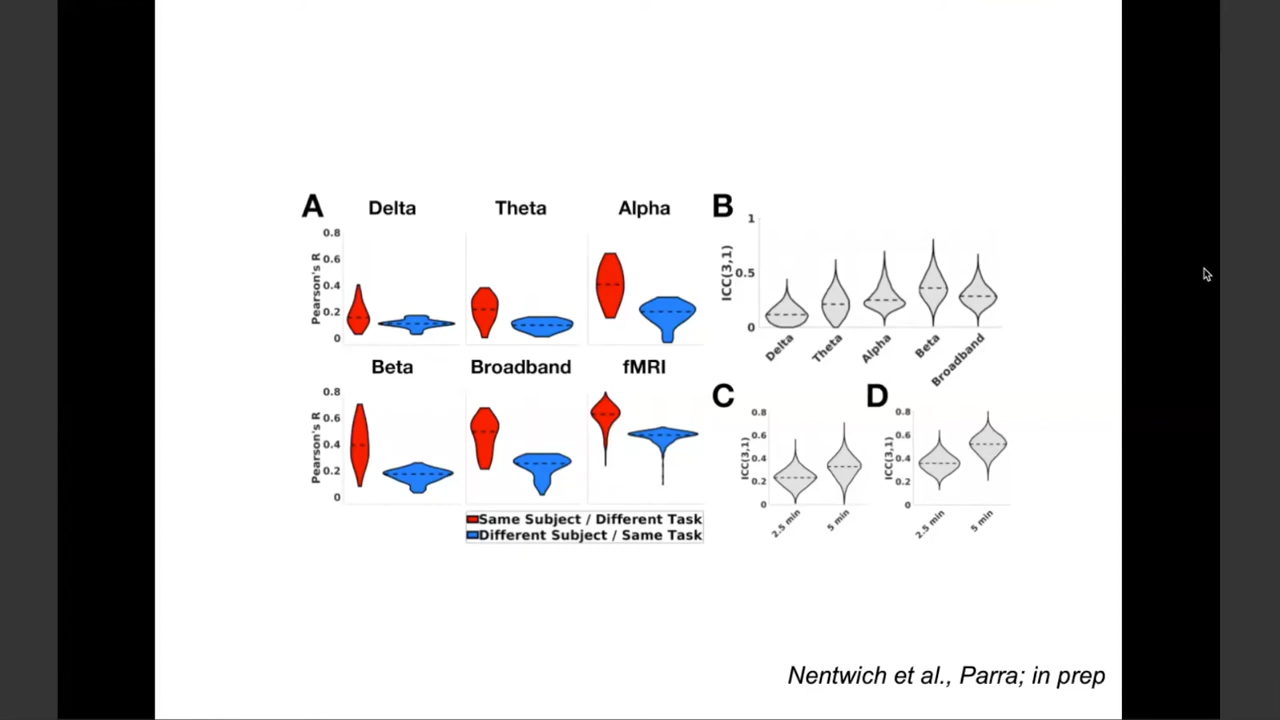 A
Delta Theta Alpha
Pearson's R
0.8
0.6
0.4
0.2
0
Beta Broadband fMRI
Pearson's R
0.8
0.6
0.4
0.2
0
Same Subject / Different Task
Different Subject / Same Task
B
ICC(3,1)
1
0.5
0
Delta Theta Alpha Beta Broadband
C
ICC(3,1)
0.8
0.6
0.4
0.2
0
2.5 min 5 min
D
ICC(3,1)
0.8
0.6
0.4
0.2
0
2.5 min 5 min
Nentwich et al., Parra; in prep